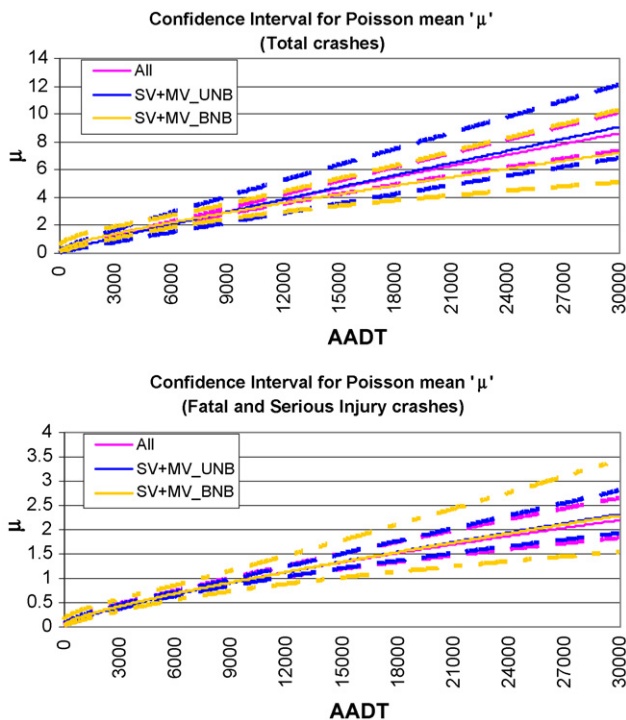 Confidence Interval for Poisson mean 'μ'
(Total crashes)
14
12
10
8
6
4
2
0
μ
All
SV+MV_UNB
SV+MV_BNB
0
3000
6000
9000
12000
15000
18000
21000
24000
27000
30000
AADT
Confidence Interval for Poisson mean 'μ'
(Fatal and Serious Injury crashes)
4
3.5
3
2.5
2
1.5
1
0.5
0
μ
All
SV+MV_UNB
SV+MV_BNB
0
3000
6000
9000
12000
15000
18000
21000
24000
27000
30000
AADT